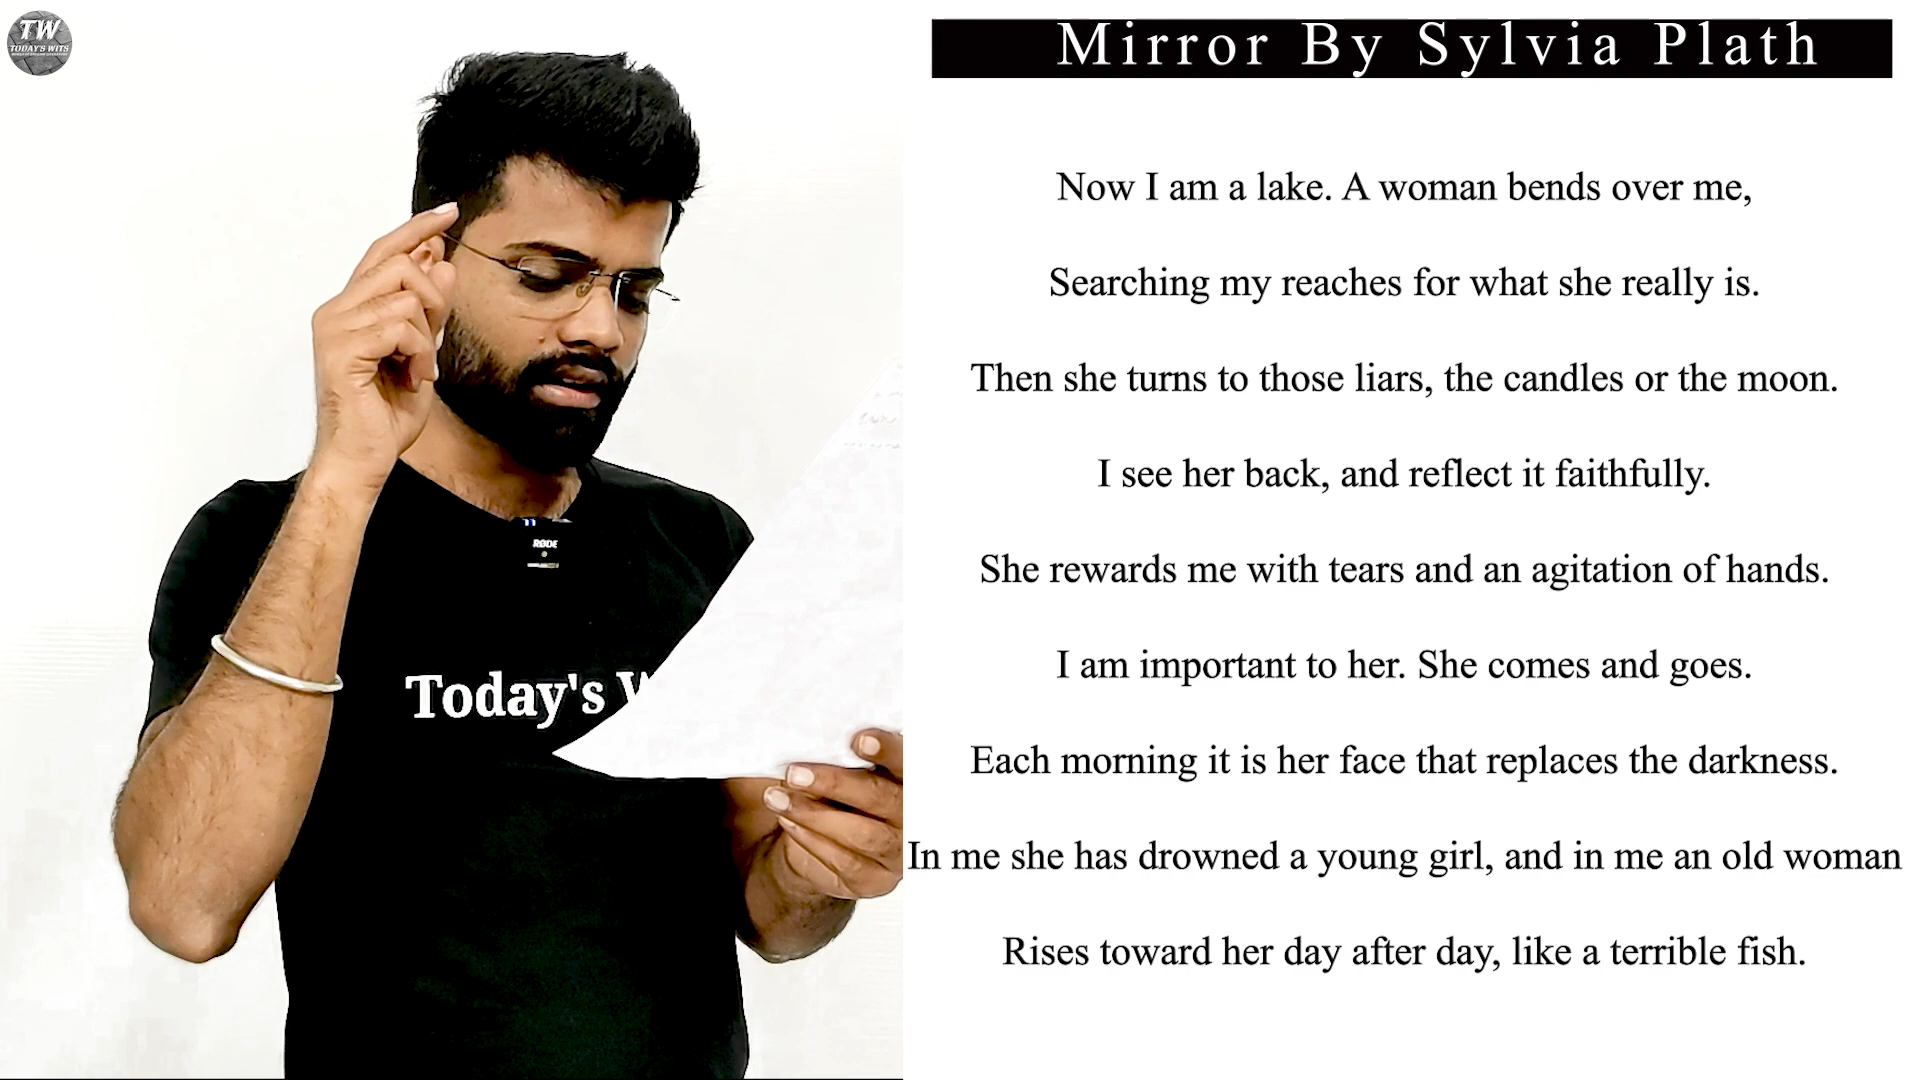 TW
TODAY'S WITS
Mirror By Sylvia Plath
Now I am a lake. A woman bends over me,
Searching my reaches for what she really is.
Then she turns to those liars, the candles or the moon.
I see her back, and reflect it faithfully.
She rewards me with tears and an agitation of hands.
I am important to her. She comes and goes.
Each morning it is her face that replaces the darkness.
In me she has drowned a young girl, and in me an old woman
Rises toward her day after day, like a terrible fish.
RØDE
Today's W